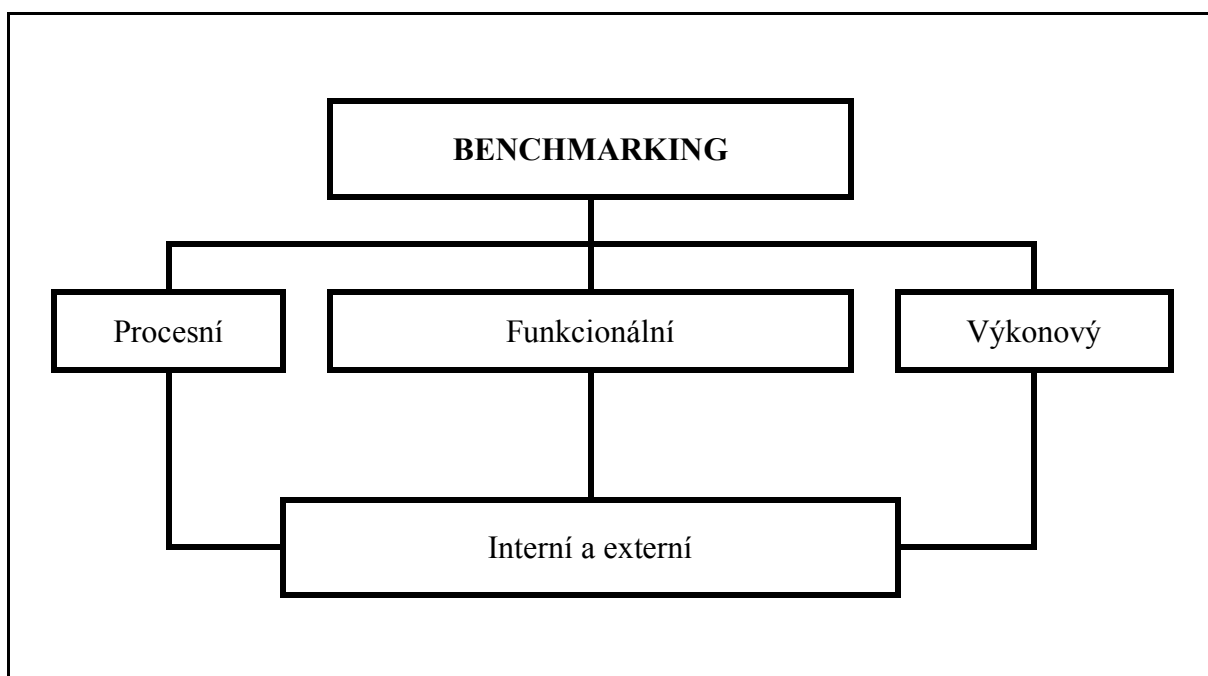 BENCHMARKING
Procesní
Funkcionální
Výkonový
Interní a externí